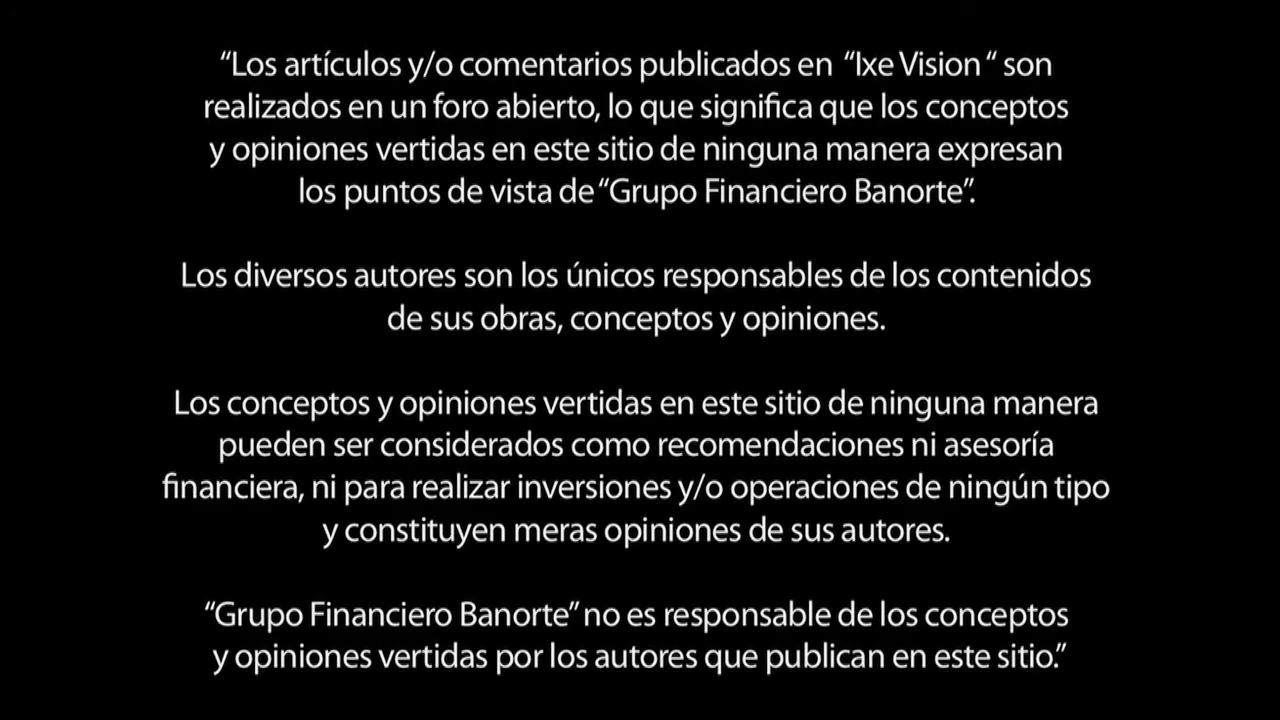 “Los artículos y/o comentarios publicados en “Ixe Vision“ son
realizados en un foro abierto, lo que significa que los conceptos
y opiniones vertidas en este sitio de ninguna manera expresan
los puntos de vista de “Grupo Financiero Banorte”.
Los diversos autores son los únicos responsables de los contenidos
de sus obras, conceptos y opiniones.
Los conceptos y opiniones vertidas en este sitio de ninguna manera
pueden ser considerados como recomendaciones ni asesoría
financiera, ni para realizar inversiones y/o operaciones de ningún tipo
y constituyen meras opiniones de sus autores.
“Grupo Financiero Banorte” no es responsable de los conceptos
y opiniones vertidas por los autores que publican en este sitio.”